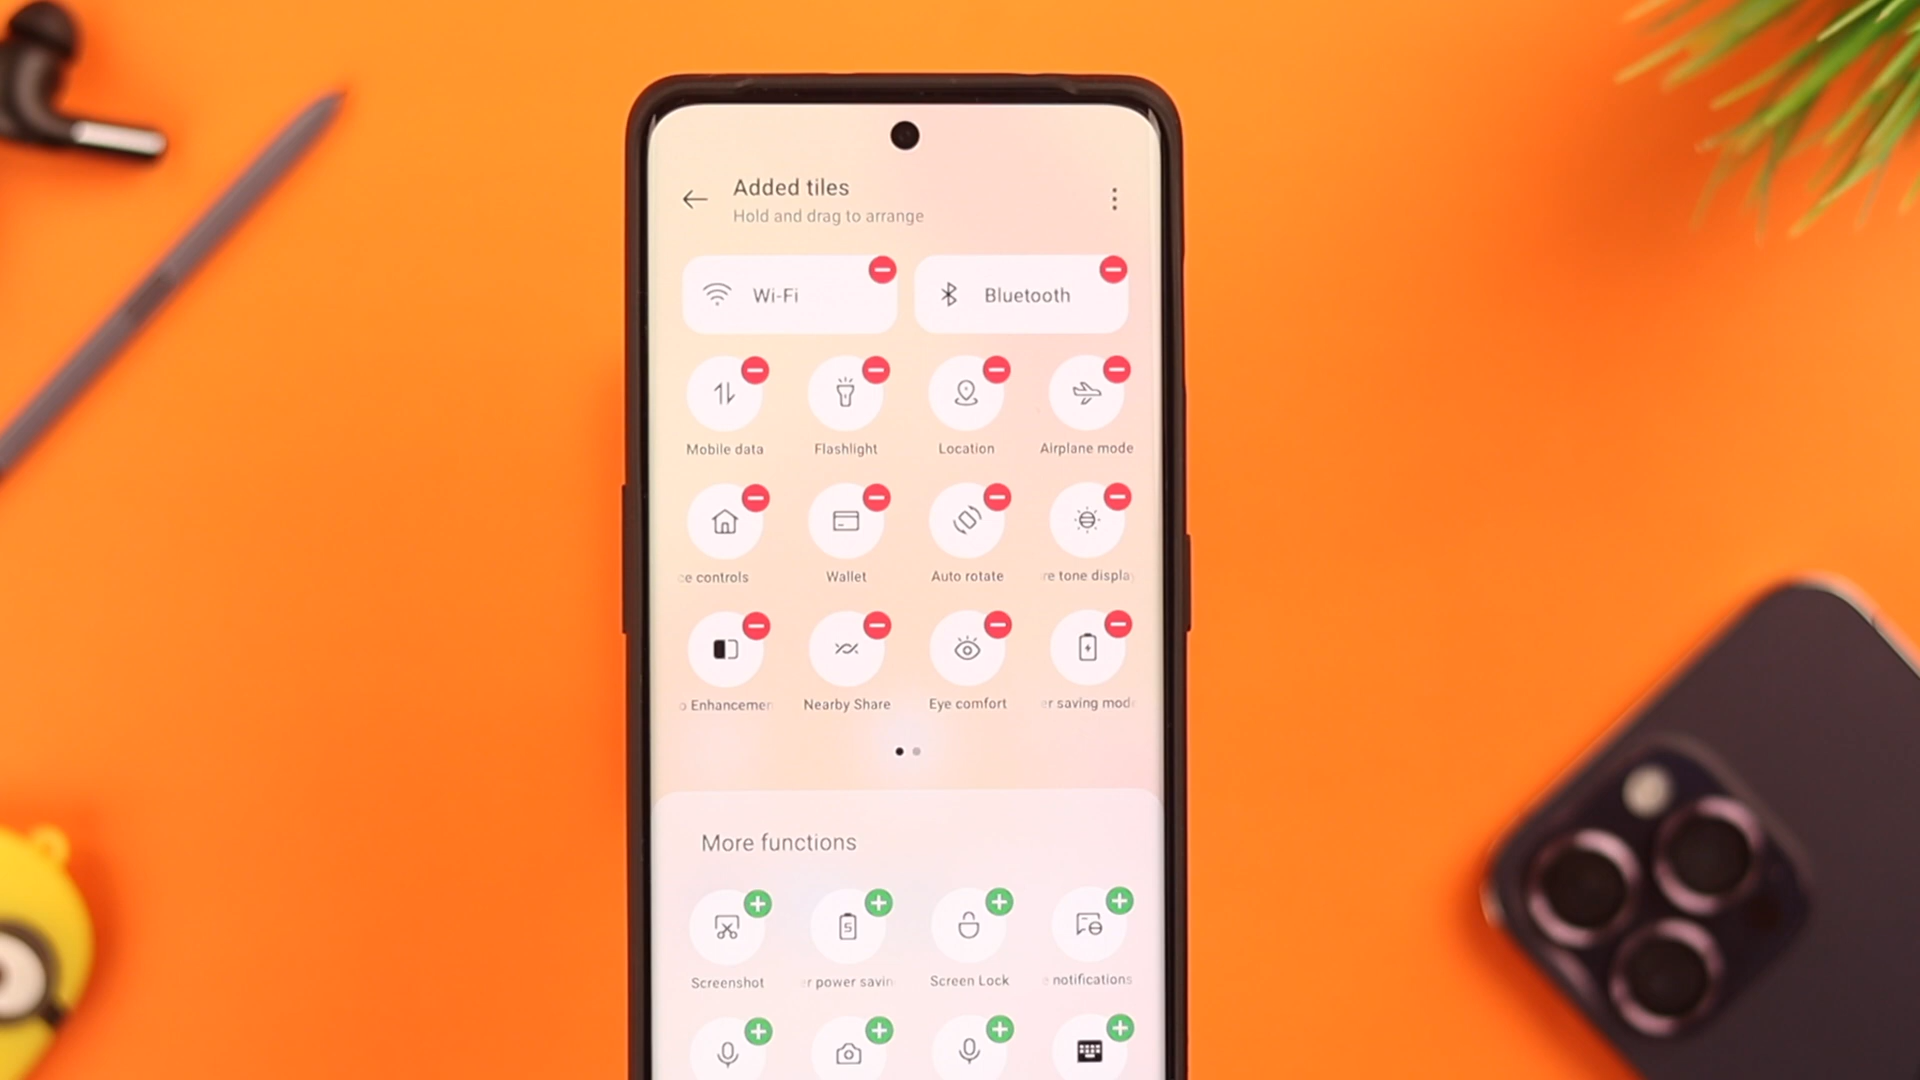 Added tiles
Hold and drag to arrange
Wi-Fi
Bluetooth
Mobile data
Flashlight
Location
Airplane mode
ce controls
Wallet
Auto rotate
re tone display
o Enhancemen
Nearby Share
Eye comfort
er saving mode
More functions
Screenshot
r power savin
Screen Lock
e notifications